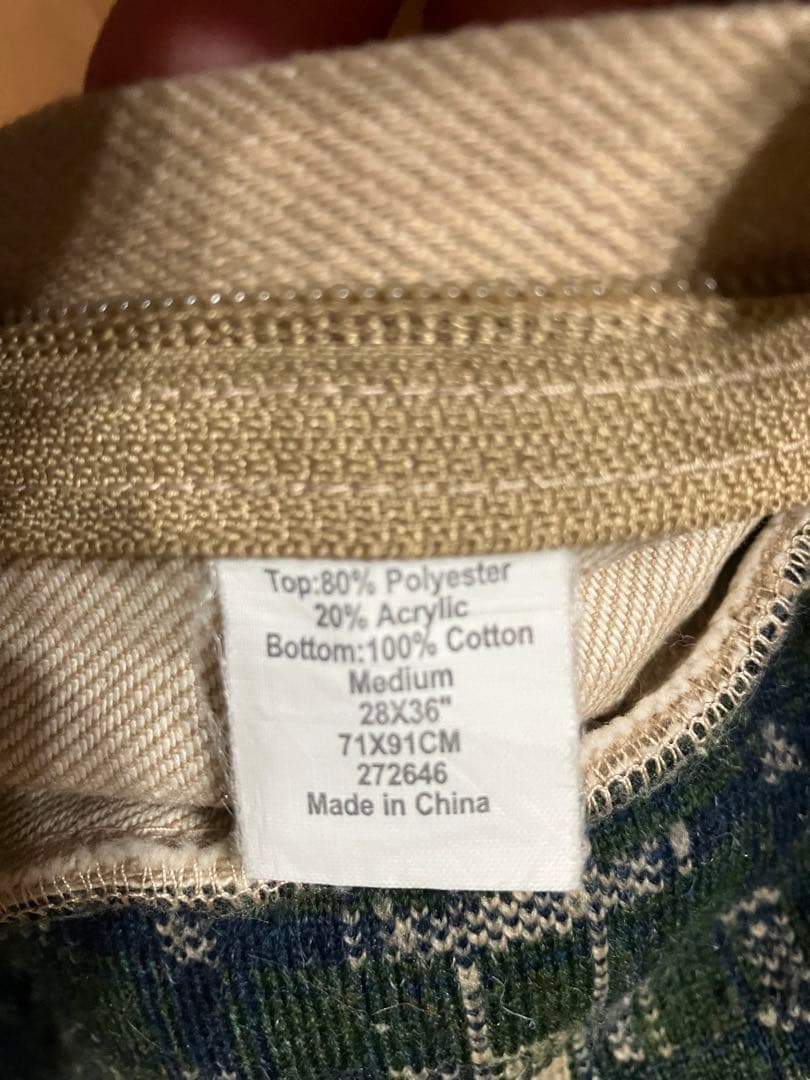 Top:80% Polyester
20% Acrylic
Bottom:100% Cotton
Medium
28X36"
71X91CM
272646
Made in China